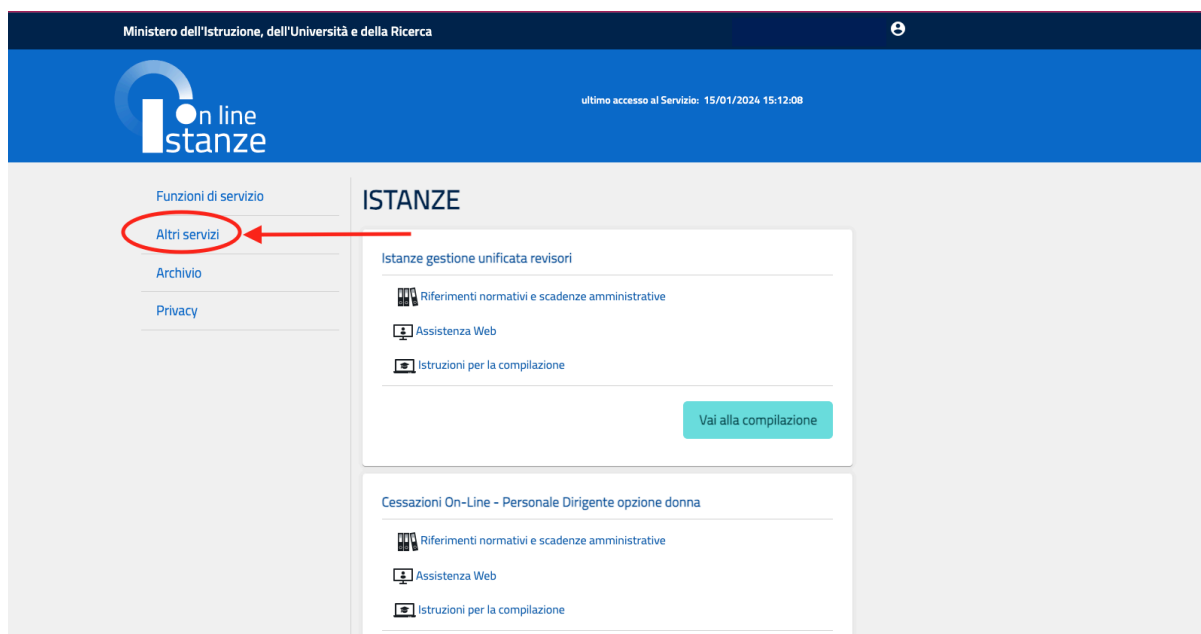 Ministero dell'Istruzione, dell'Università e della Ricerca
On line
Istanze
ultimo accesso al Servizio: 15/01/2024 15:12:08
Funzioni di servizio
Altri servizi
Archivio
Privacy
ISTANZE
Istanze gestione unificata revisori
Riferimenti normativi e scadenze amministrative
Assistenza Web
Istruzioni per la compilazione
Vai alla compilazione
Cessazioni On-Line - Personale Dirigente opzione donna
Riferimenti normativi e scadenze amministrative
Assistenza Web
Istruzioni per la compilazione